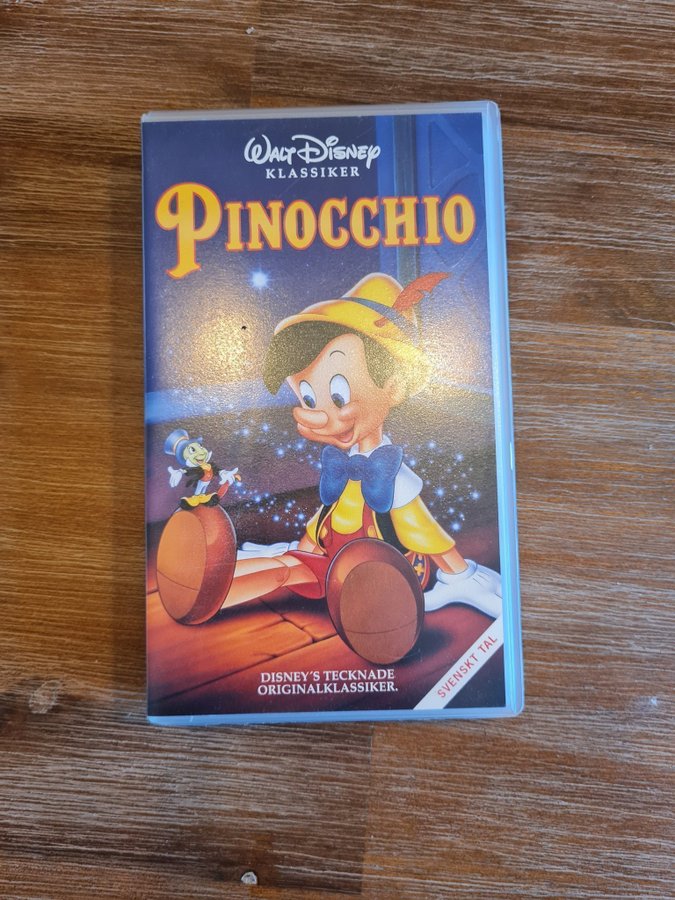 Walt Disney
KLASSIKER
PINOCCHIO
DISNEY'S TECKNADE
ORIGINALKLASSIKER.
SVENSKT TAL